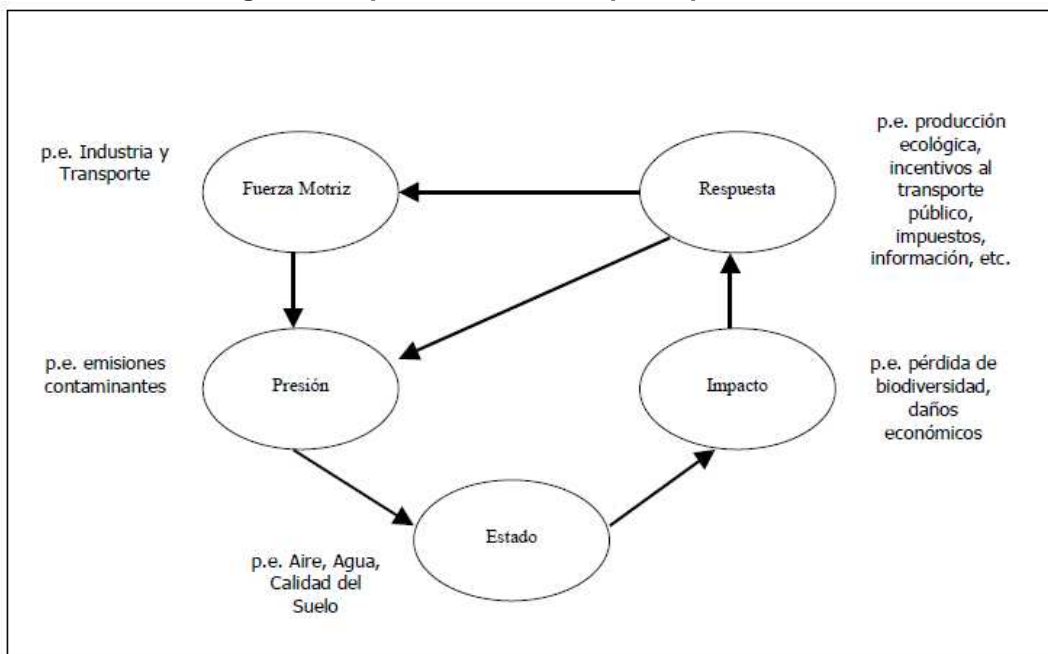 p.e. Industria y
Transporte
Fuerza Motriz
Respuesta
p.e. producción
ecológica,
incentivos al
transporte
público,
impuestos,
información, etc.
p.e. emisiones
contaminantes
Presión
Impacto
p.e. pérdida de
biodiversidad,
daños
económicos
Estado
p.e. Aire, Agua,
Calidad del
Suelo